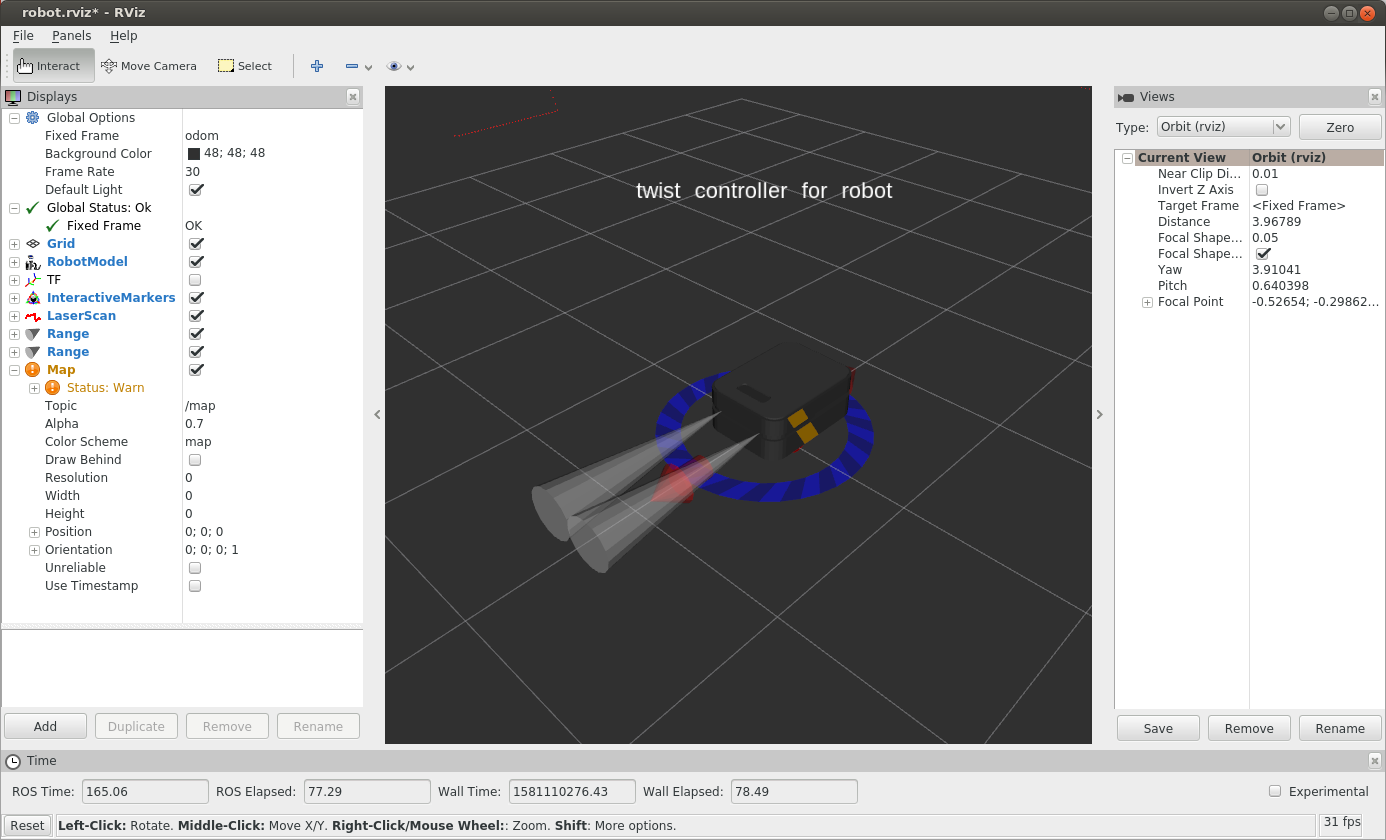 robot.rviz* - RViz
File Panels Help
Interact Move Camera Select
Displays
Global Options
Fixed Frame odom
Background Color 48; 48; 48
Frame Rate 30
Default Light
Global Status: Ok
Fixed Frame OK
Grid
RobotModel
TF
InteractiveMarkers
LaserScan
Range
Range
Map
Status: Warn
Topic /map
Alpha 0.7
Color Scheme map
Draw Behind
Resolution 0
Width 0
Height 0
Position 0; 0; 0
Orientation 0; 0; 0; 1
Unreliable
Use Timestamp
Add Duplicate Remove Rename
twist controller for robot
Views
Type: Orbit (rviz) Zero
Current View Orbit (rviz)
Near Clip Di... 0.01
Invert Z Axis
Target Frame <Fixed Frame>
Distance 3.96789
Focal Shape... 0.05
Focal Shape...
Yaw 3.91041
Pitch 0.640398
Focal Point -0.52654; -0.29862...
Save Remove Rename
Time
ROS Time: 165.06 ROS Elapsed: 77.29 Wall Time: 1581110276.43 Wall Elapsed: 78.49 Experimental
Reset Left-Click: Rotate. Middle-Click: Move X/Y. Right-Click/Mouse Wheel:: Zoom. Shift: More options. 31 fps